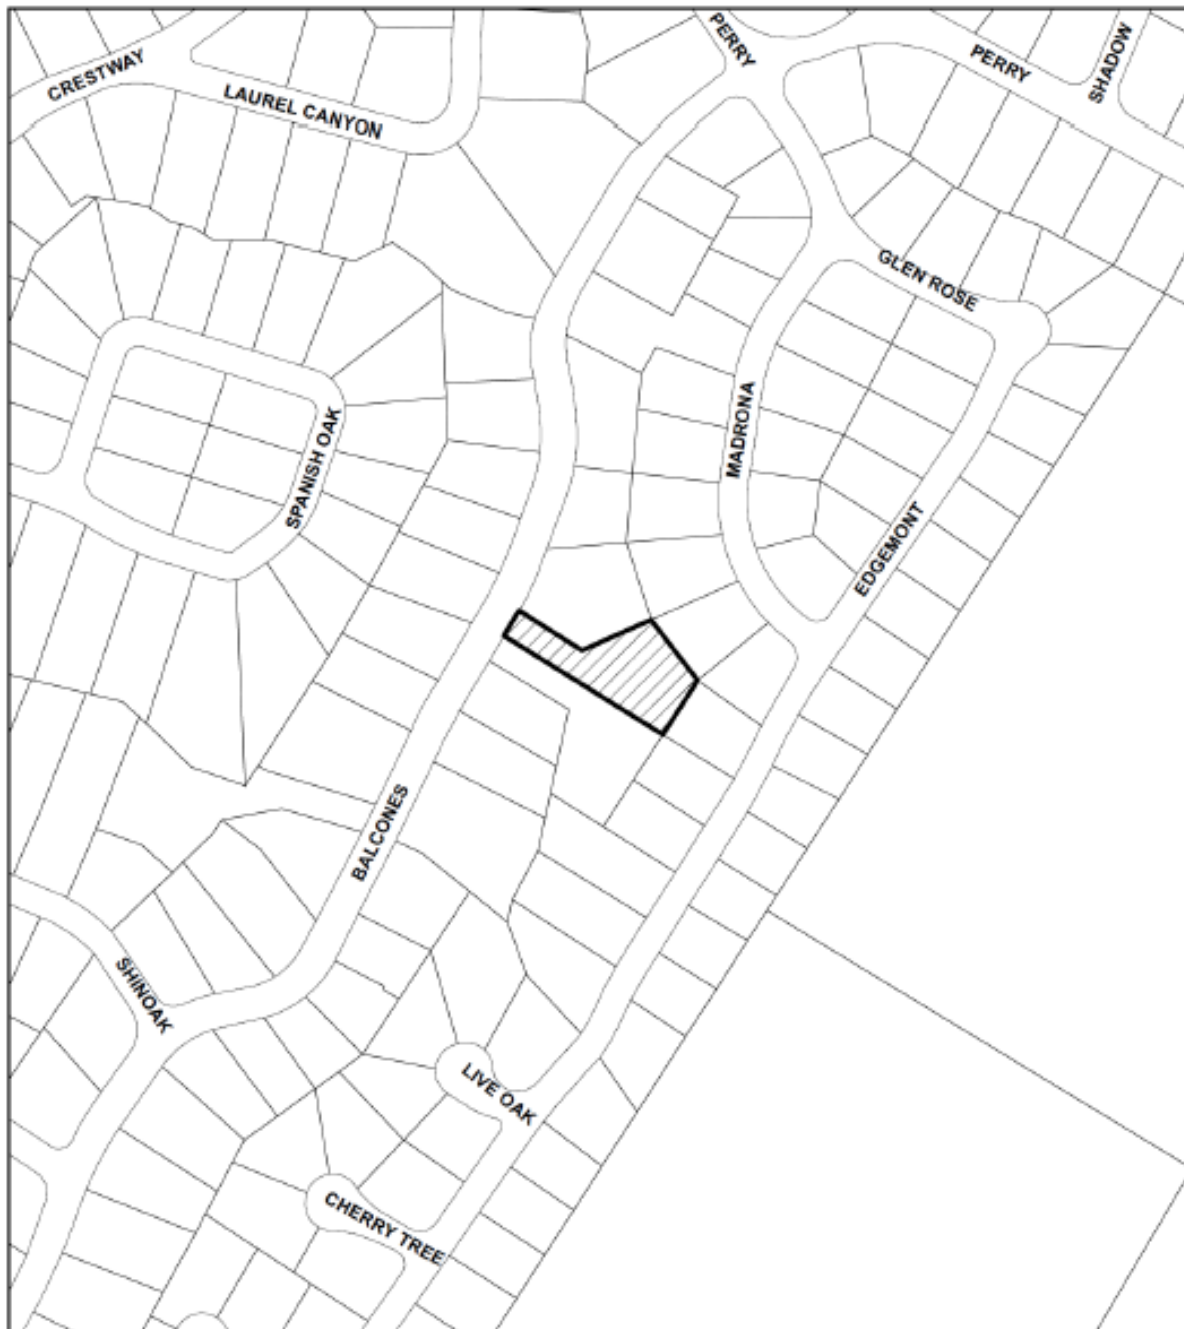 PERRY
CRESTWAY
LAUREL CANYON
PERRY
SHADOW
GLEN ROSE
MADRONA
SPANISH OAK
EDGEMONT
BALCONES
SHINOAK
LIVE OAK
CHERRY TREE